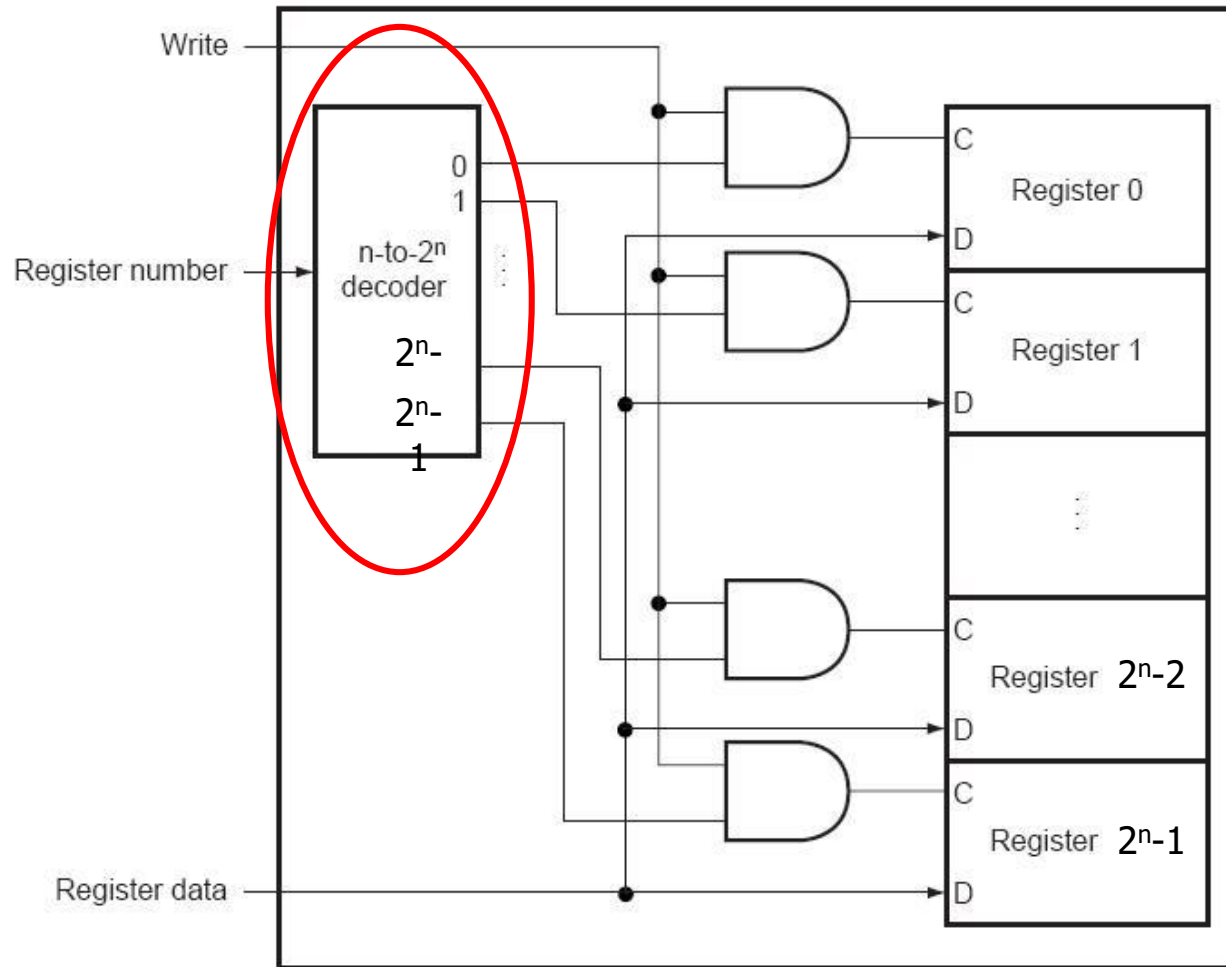 Write
C
0
Register 0
1
D
n-to-2ⁿ
decoder
Register number
C
2ⁿ-
Register 1
2ⁿ-
1
D
C
Register 2ⁿ-2
D
C
Register 2ⁿ-1
Register data
D